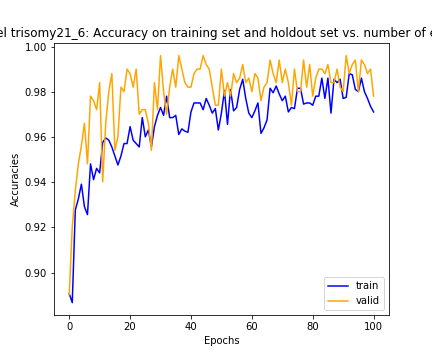 el trisomy21_6: Accuracy on training set and holdout set vs. number of e
1.00
0.98
0.96
0.94
0.92
0.90
Accuracies
0
20
40
60
80
100
Epochs
train
valid